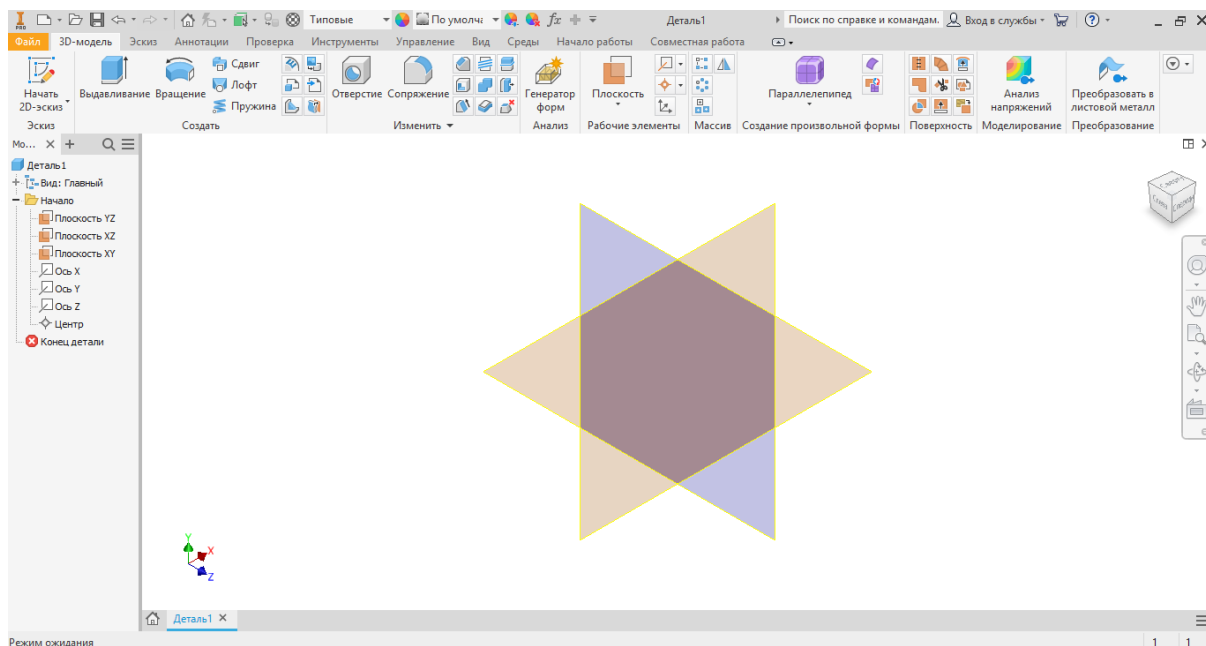 Типовые По умолч: fx Деталь1 Поиск по справке и командам. Вход в службы
Файл 3D-модель Эскиз Аннотации Проверка Инструменты Управление Вид Среды Начало работы Совместная работа
Начать 2D-эскиз
Выдавливание
Вращение
Сдвиг
Лофт
Пружина
Отверстие
Сопряжение
Генератор форм
Плоскость
Параллелепипед
Анализ напряжений
Преобразовать в листовой металл
Эскиз Создать Изменить Анализ Рабочие элементы Массив Создание произвольной формы Поверхность Моделирование Преобразование
Мо... X +
Деталь1
Вид: Главный
Начало
Плоскость YZ
Плоскость XZ
Плоскость XY
Ось X
Ось Y
Ось Z
Центр
Конец детали
Y
X
Z
Деталь1 X
Режим ожидания 1 1